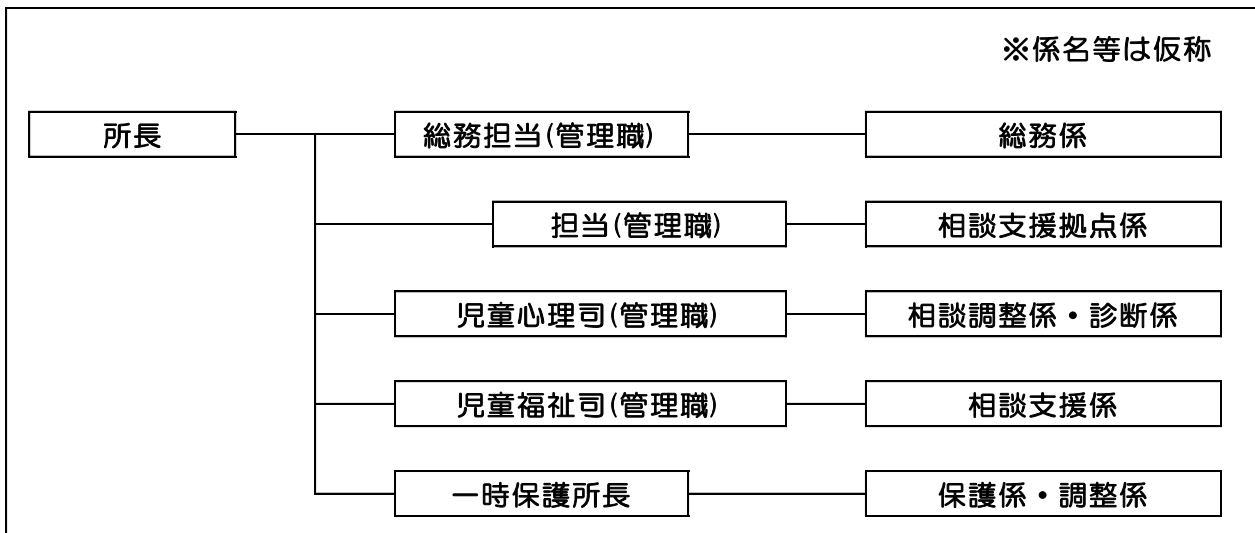 ※係名等は仮称
所長 総務担当(管理職) 総務係
担当(管理職) 相談支援拠点係
児童心理司(管理職) 相談調整係・診断係
児童福祉司(管理職) 相談支援係
一時保護所長 保護係・調整係